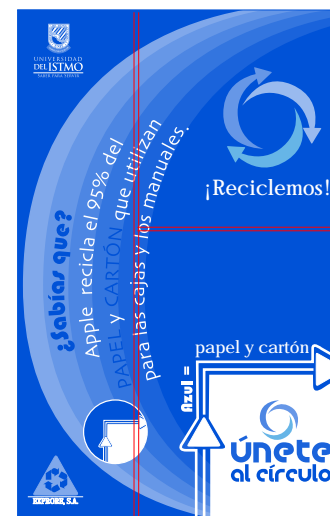 UNIVERSIDAD
DEL ISTMO
SABER PARA SERVIR
¡Reciclemos!
¿Sabías que?
Apple recicla el 95% del
PAPEL y CARTÓN que utilizan
para las cajas y los manuales.
Azul =
papel y cartón
únete
al círculo
REPRORE, S.A.